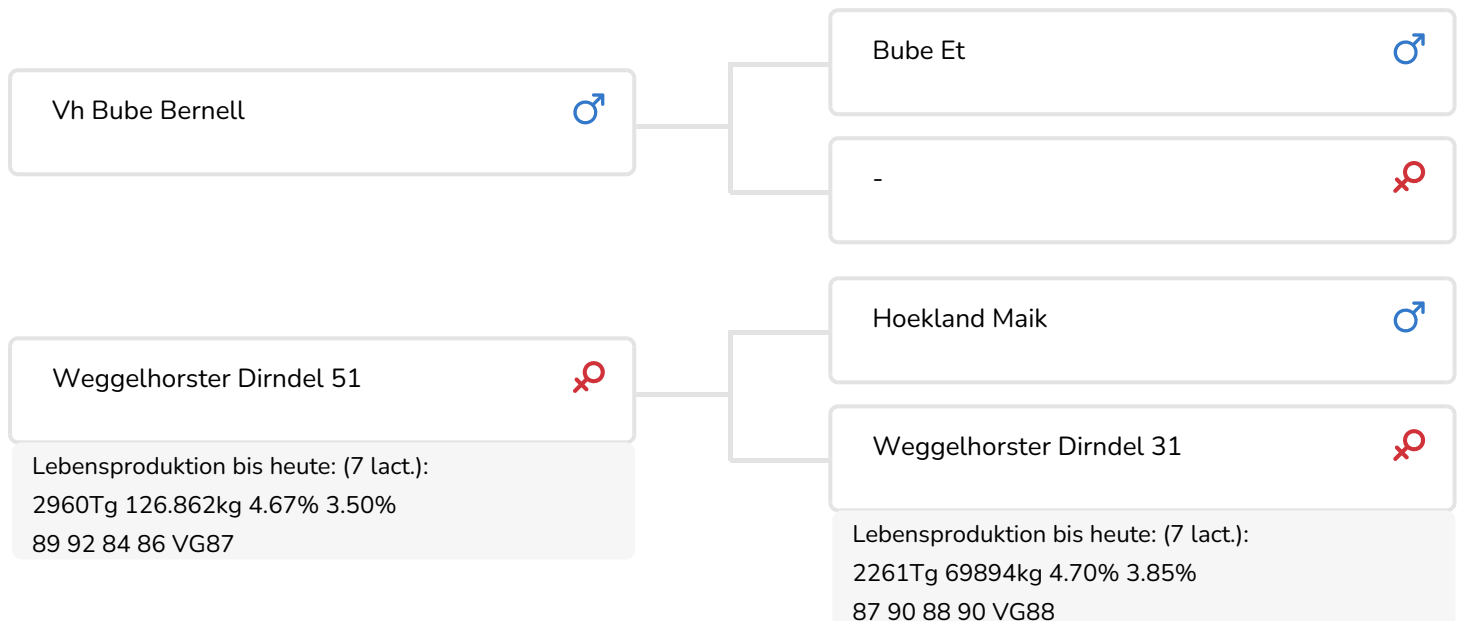 Vh Bube Bernell
Bube Et
-
Weggelhorster Dirndel 51
Lebensproduktion bis heute: (7 lact.):
2960Tg 126.862kg 4.67% 3.50%
89 92 84 86 VG87
Hoekland Maik
Weggelhorster Dirndel 31
Lebensproduktion bis heute: (7 lact.):
2261Tg 69894kg 4.70% 3.85%
87 90 88 90 VG88